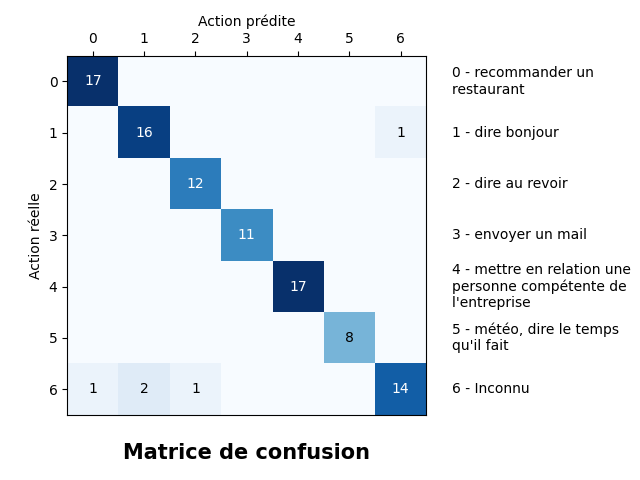 Action prédite
0 1 2 3 4 5 6
0 17 0 - recommander un
restaurant
1 16 1 1 - dire bonjour
2 12 2 - dire au revoir
3 11 3 - envoyer un mail
Action réelle
4 17 4 - mettre en relation une
personne compétente de
l'entreprise
5 8 5 - météo, dire le temps
qu'il fait
6 1 2 1 14 6 - Inconnu
Matrice de confusion